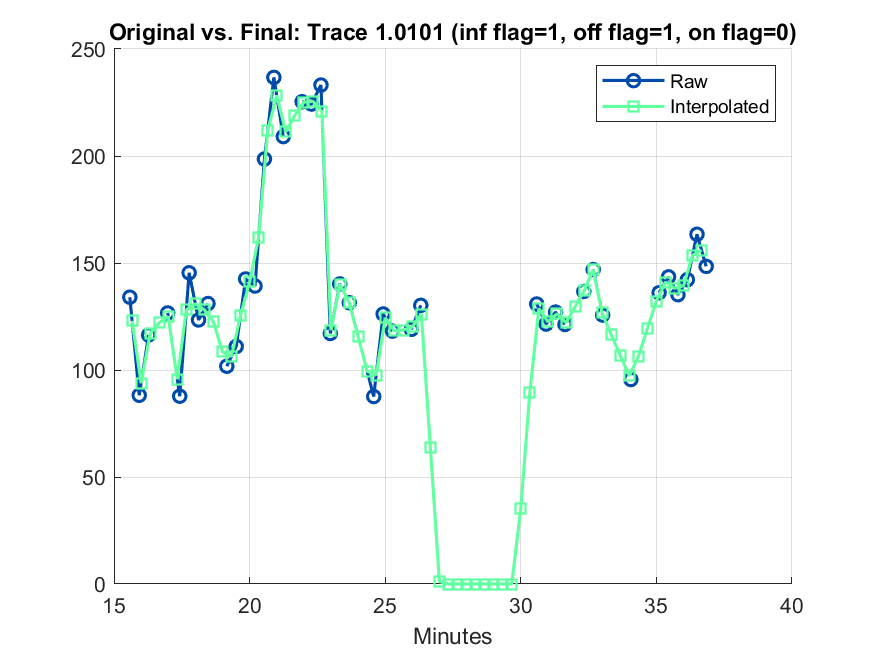 Original vs. Final: Trace 1.0101 (inf flag=1, off flag=1, on flag=0)
Raw
Interpolated
250
200
150
100
50
0
15 20 25 30 35 40
Minutes